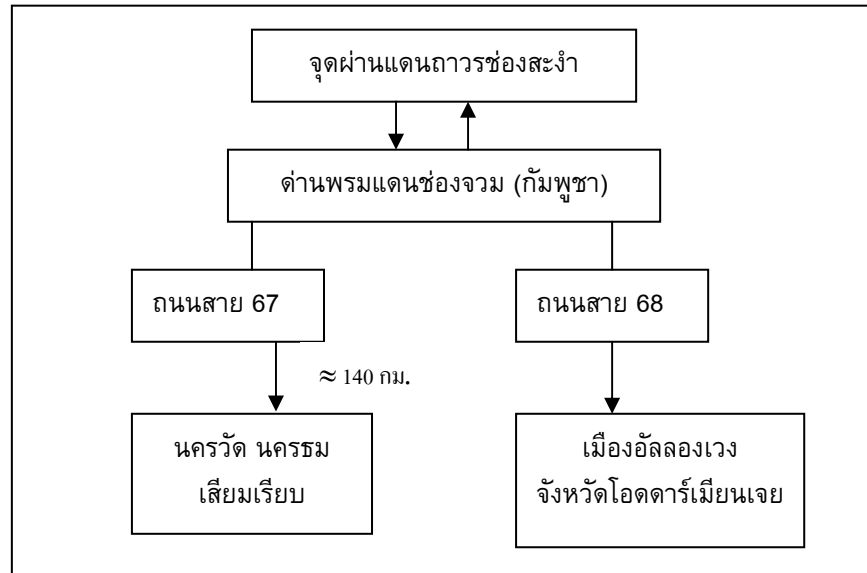 จุดผ่านแดนถาวรช่องสะงำ
ด่านพรมแดนช่องจวม (กัมพูชา)
ถนนสาย 67
ถนนสาย 68
≈ 140 กม.
นครวัด นครธม
เสียมเรียบ
เมืองอัลลองเวง
จังหวัดโอดดาร์เมียนเจย